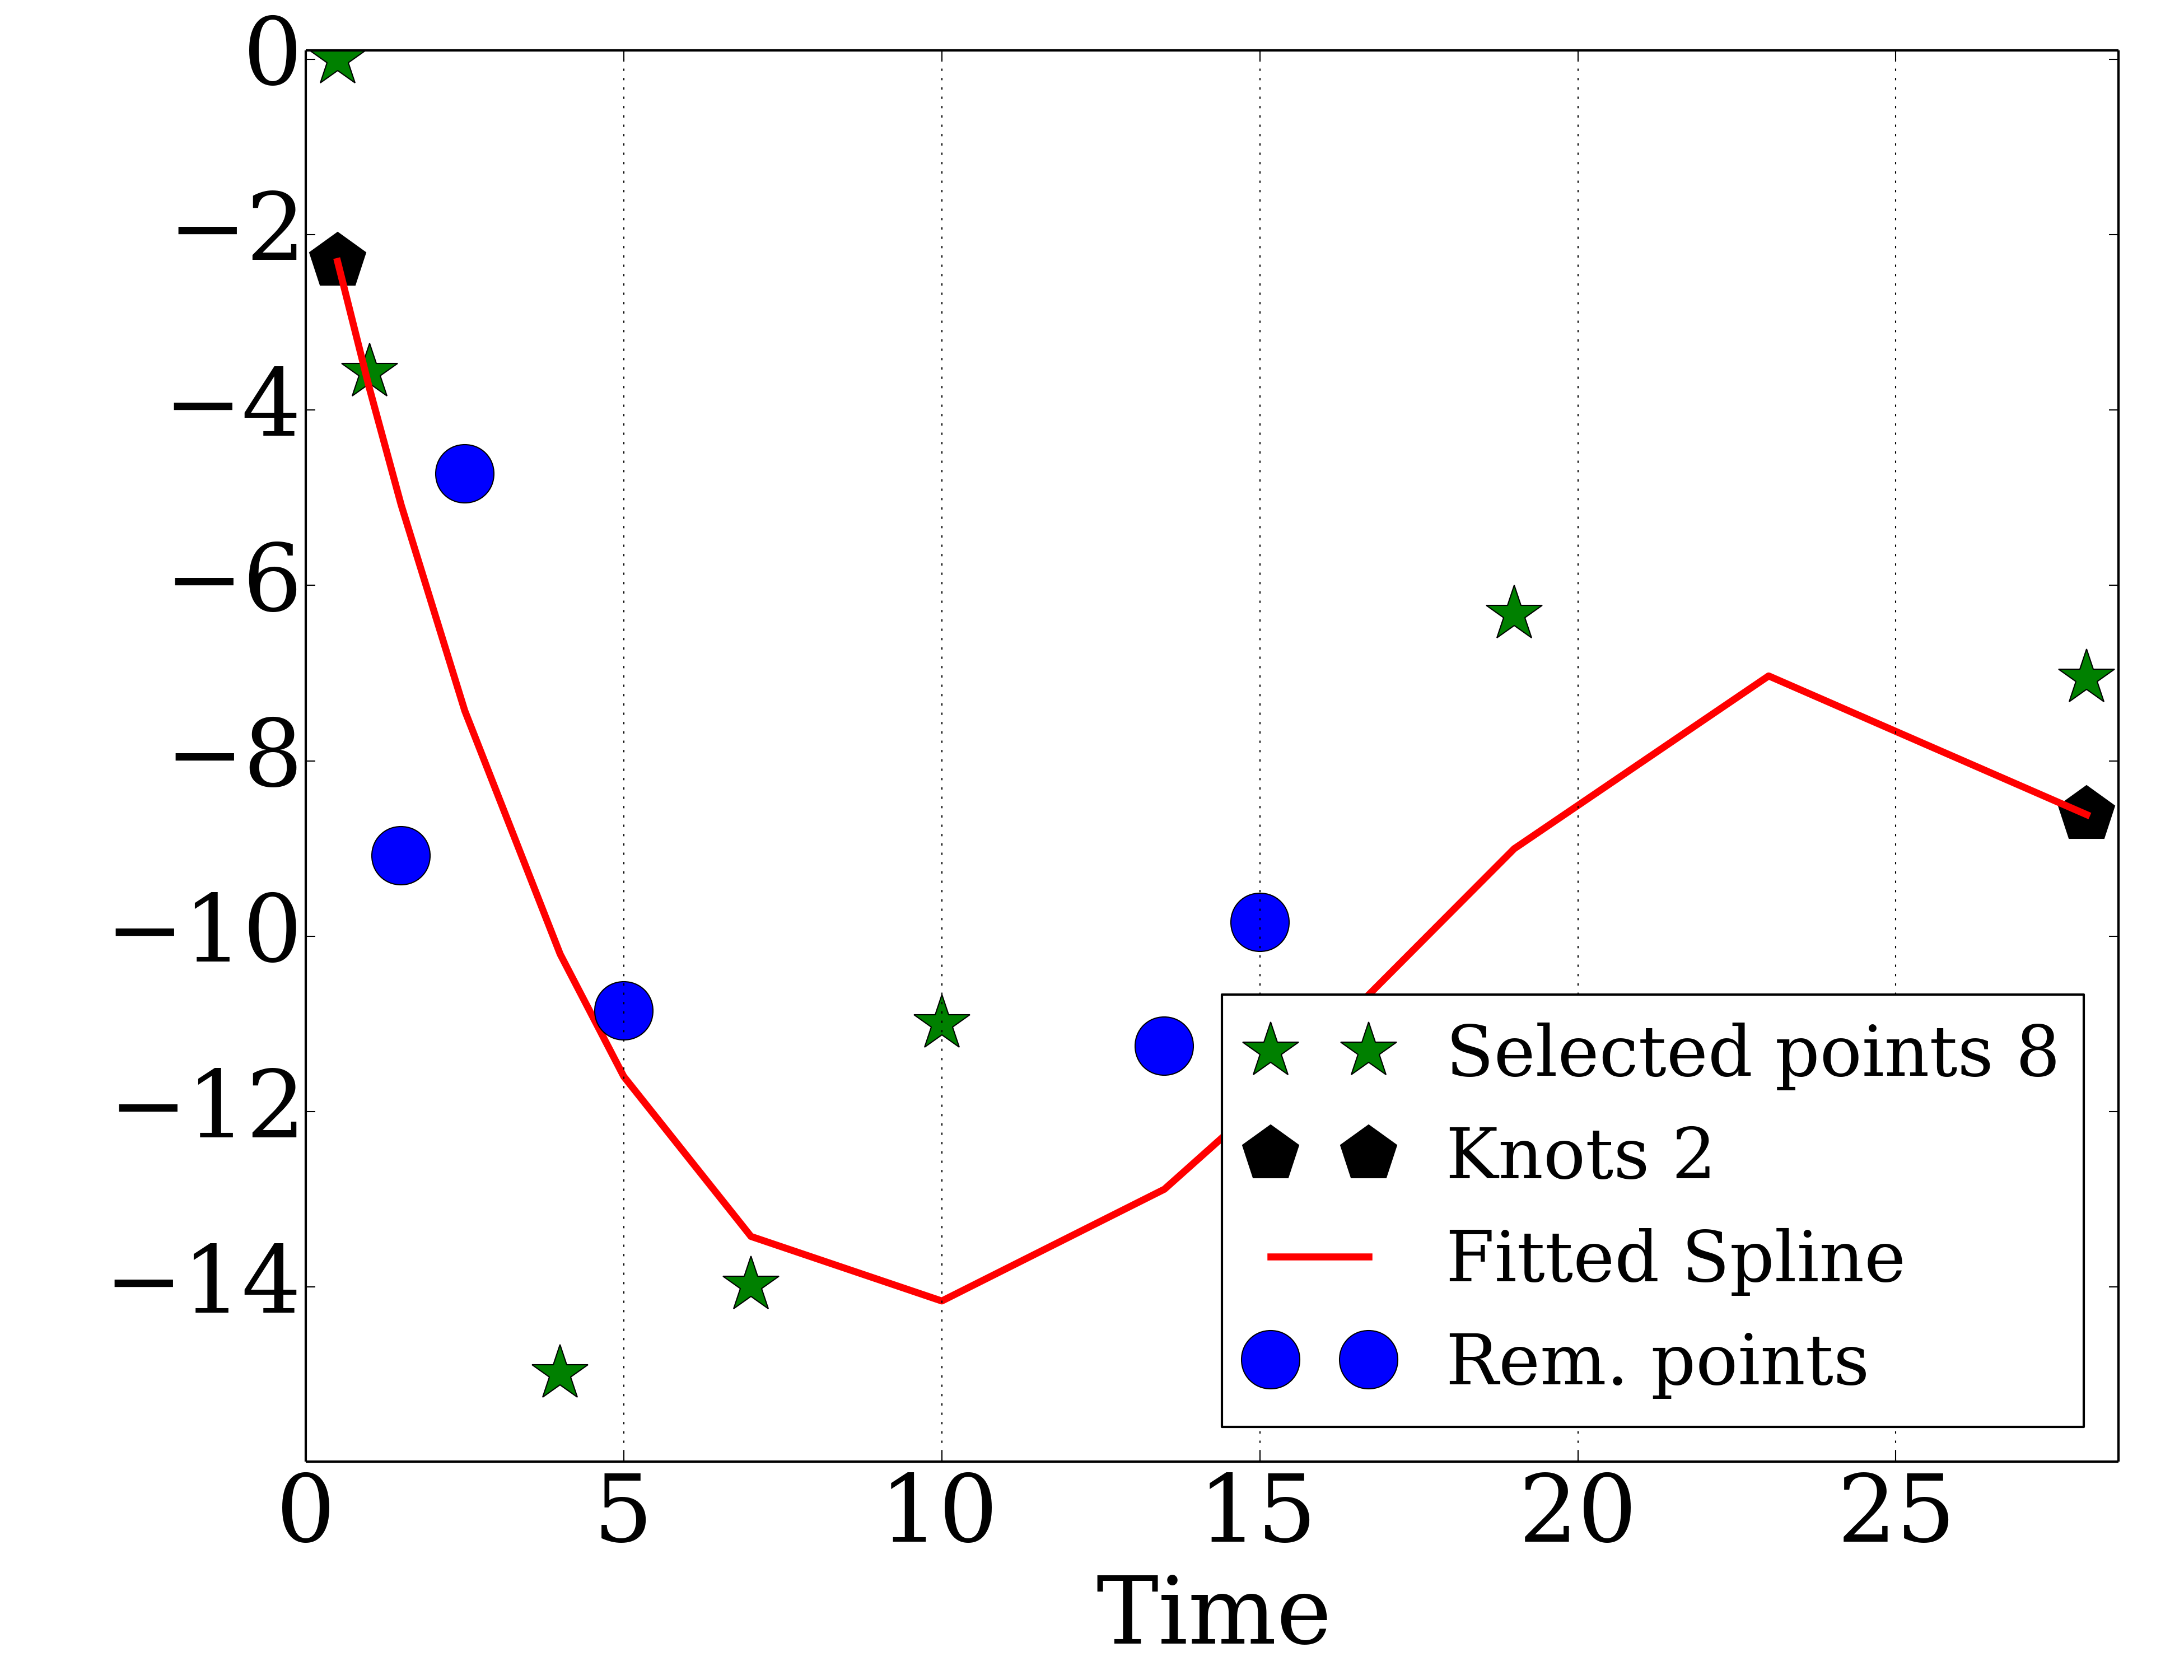 0
−2
−4
−6
−8
−10
−12
−14
Selected points 8
Knots 2
Fitted Spline
Rem. points
0 5 10 15 20 25
Time